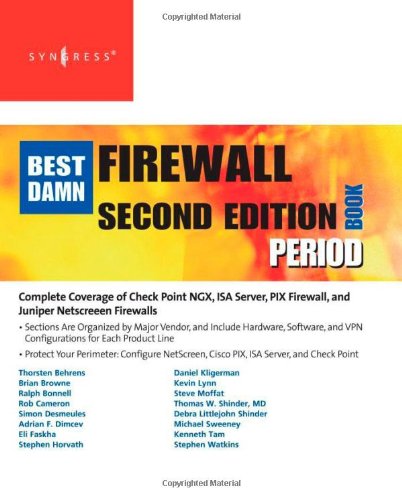 Copyrighted Material
SYNGRESS®
BEST
DAMN
FIREWALL
SECOND EDITION
BOOK
PERIOD
Complete Coverage of Check Point NGX, ISA Server, PIX Firewall, and
Juniper Netscreeen Firewalls
• Sections Are Organized by Major Vendor, and Include Hardware, Software, and VPN
Configurations for Each Product Line
• Protect Your Perimeter: Configure NetScreen, Cisco PIX, ISA Server, and Check Point
Thorsten Behrens
Brian Browne
Ralph Bonnell
Rob Cameron
Simon Desmeules
Adrian F. Dimcev
Eli Faskha
Stephen Horvath
Daniel Kligerman
Kevin Lynn
Steve Moffat
Thomas W. Shinder, MD
Debra Littlejohn Shinder
Michael Sweeney
Kenneth Tam
Stephen Watkins
Copyrighted Material